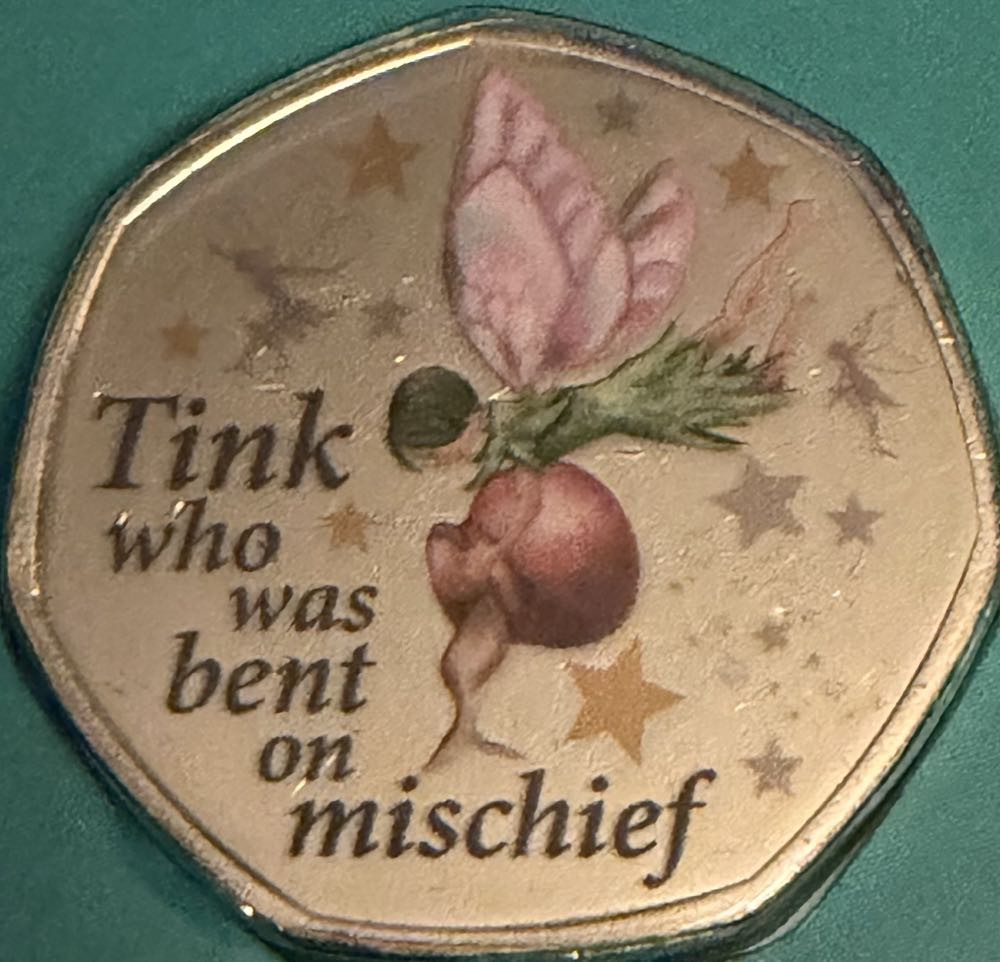 Tink
who
was
bent
on
mischief